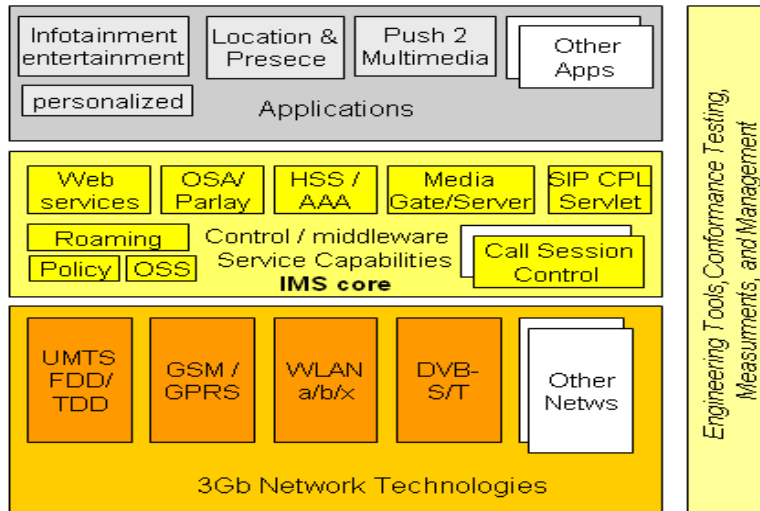 Infotainment
entertainment
Location &
Presece
Push 2
Multimedia
Other
Apps
personalized
Applications
Web
services
OSA/
Parlay
HSS /
AAA
Media
Gate/Server
SIP CPL
Servlet
Roaming
Policy
OSS
Control / middleware
Service Capabilities
IMS core
Call Session
Control
UMTS
FDD/
TDD
GSM /
GPRS
WLAN
a/b/x
DVB-
S/T
Other
Netws
3Gb Network Technologies
Engineering Tools,Conformance Testing,
Measurments, and Management